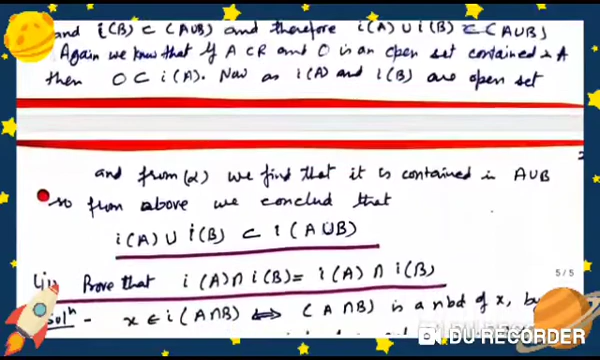 and i(B) ⊂ (A∪B) and therefore i(A) ∪ i(B) ⊂ (A∪B)
Again we know that if A ⊂ R and O is an open set contained in A
then O ⊂ i(A). Now as i(A) and i(B) are open set
and from (α) we find that it is contained in A∪B
so from above we conclude that
i(A) ∪ i(B) ⊂ i(A∪B)
Prove that i(A)∩i(B) = i(A) ∩ i(B)
5/5
Solⁿ - x ∈ i(A∩B) ⟺ (A∩B) is a nbd of x,
DU RECORDER